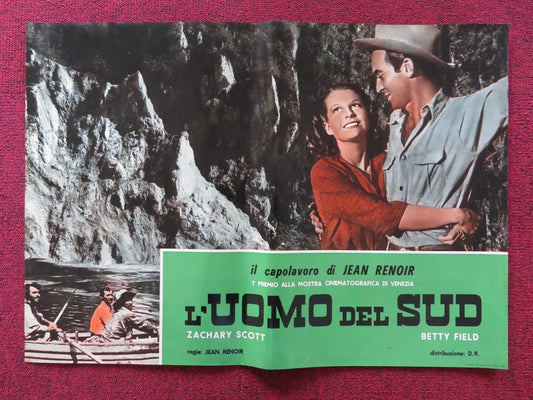 il capolavoro di JEAN RENOIR
1° PREMIO ALLA MOSTRA CINEMATOGRAFICA DI VENEZIA
L'UOMO DEL SUD
ZACHARY SCOTT BETTY FIELD
regia: JEAN RENOIR distribuzione: D.R.